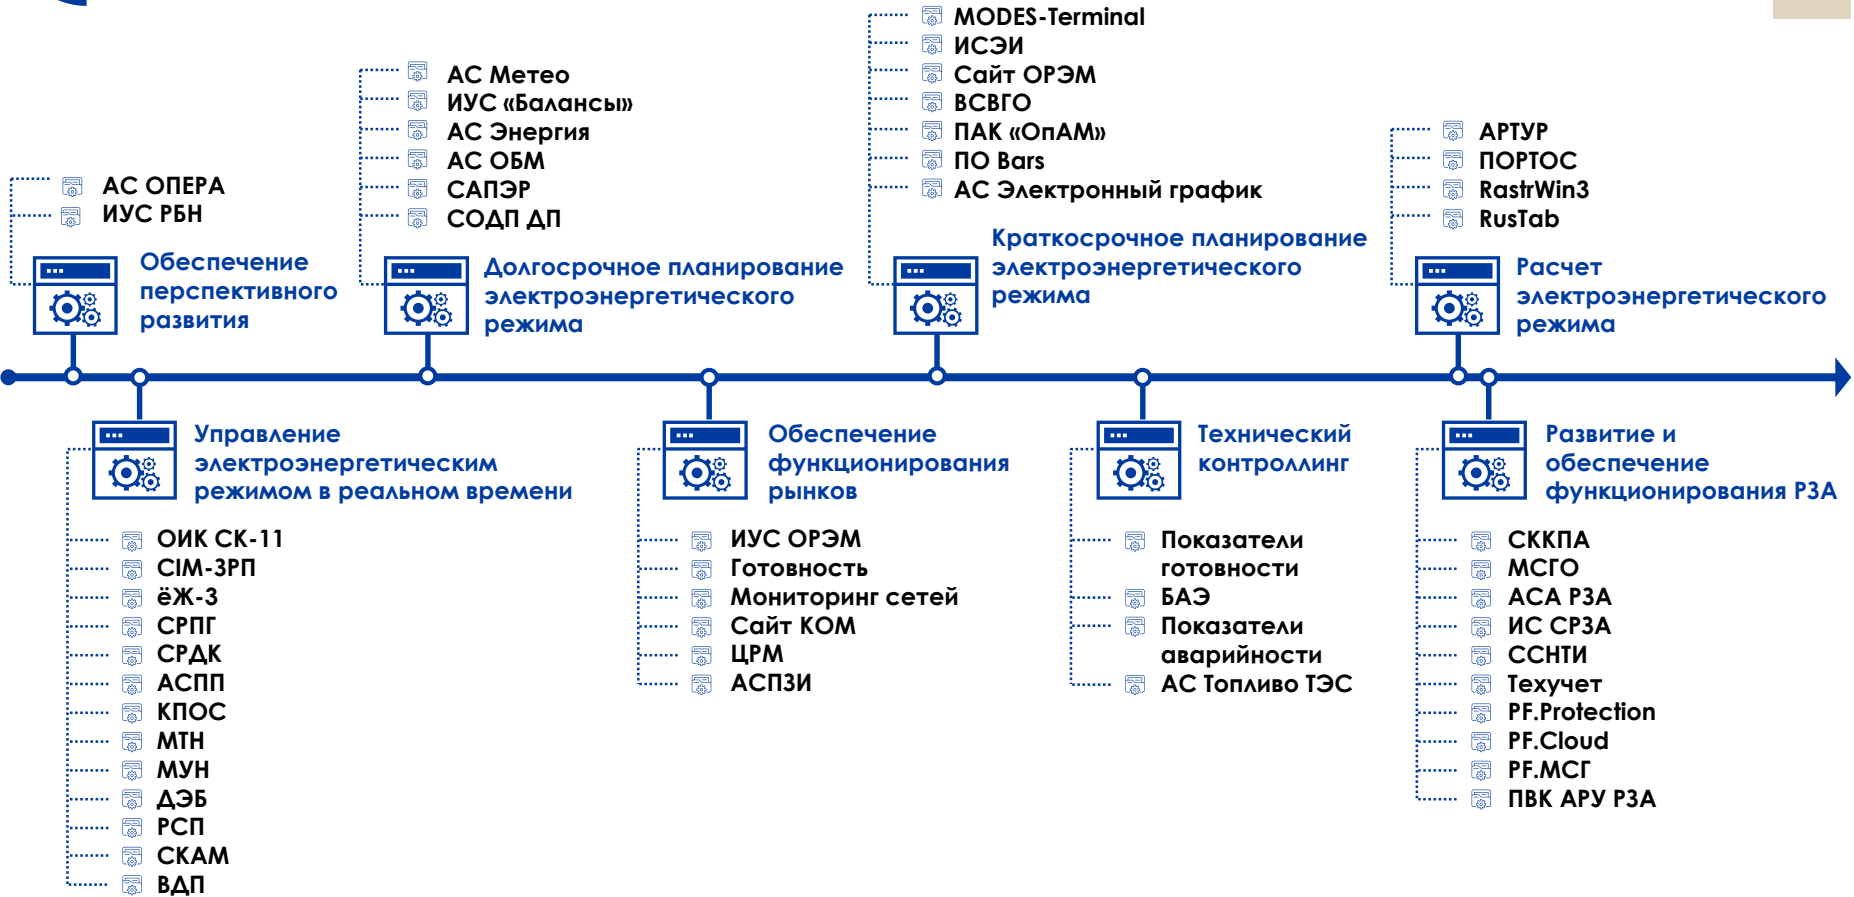 АС ОПЕРА
ИУС РБН
Обеспечение
перспективного
развития
АС Метео
ИУС «Балансы»
АС Энергия
АС ОБМ
САПЭР
СОДП ДП
Долгосрочное планирование
электроэнергетического
режима
MODES-Terminal
ИСЭИ
Сайт ОРЭМ
ВСВГО
ПАК «ОпАМ»
ПО Bars
АС Электронный график
Краткосрочное планирование
электроэнергетического
режима
АРТУР
ПОРТОС
RastrWin3
RusTab
Расчет
электроэнергетического
режима
Управление
электроэнергетическим
режимом в реальном времени
ОИК СК-11
CIM-ЗРП
ёЖ-3
СРПГ
СРДК
АСПП
КПОС
МТН
МУН
ДЭБ
РСП
СКАМ
ВДП
Обеспечение
функционирования
рынков
ИУС ОРЭМ
Готовность
Мониторинг сетей
Сайт КОМ
ЦРМ
АСПЗИ
Технический
контроллинг
Показатели
готовности
БАЭ
Показатели
аварийности
АС Топливо ТЭС
Развитие и
обеспечение
функционирования РЗА
СККПА
МСГО
АСА РЗА
ИС СРЗА
ССНТИ
Техучет
PF.Protection
PF.Cloud
PF.МСГ
ПВК АРУ РЗА